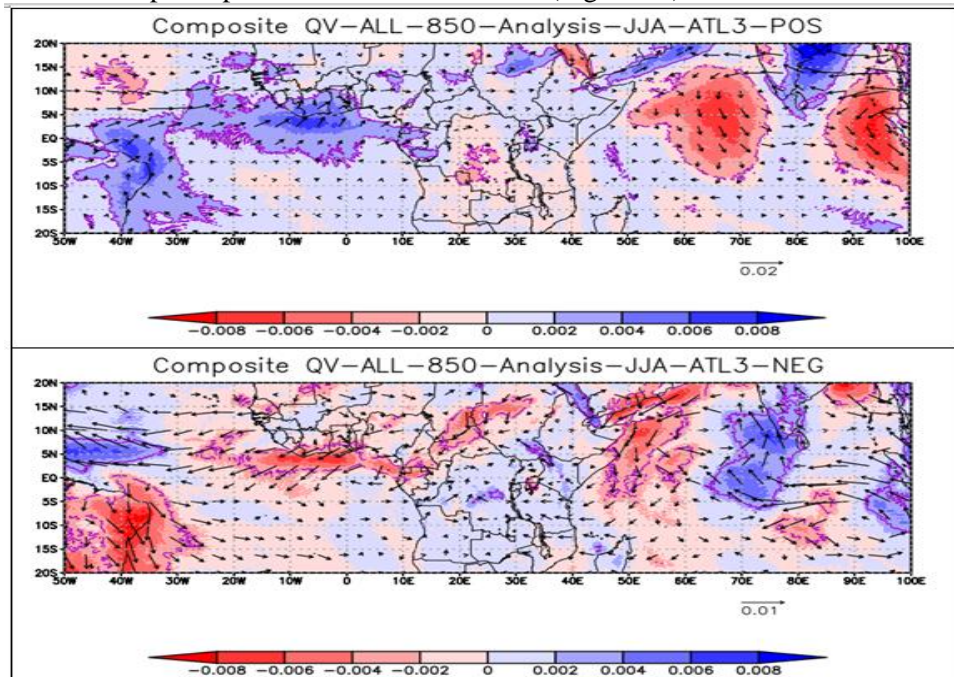 Composite QV-ALL-850-Analysis-JJA-ATL3-POS
20N
15N
10N
5N
EQ
5S
10S
15S
20S
50W 40W 30W 20W 10W 0 10E 20E 30E 40E 50E 60E 70E 80E 90E 100E
0.02
-0.008 -0.006 -0.004 -0.002 0 0.002 0.004 0.006 0.008
Composite QV-ALL-850-Analysis-JJA-ATL3-NEG
20N
15N
10N
5N
EQ
5S
10S
15S
20S
50W 40W 30W 20W 10W 0 10E 20E 30E 40E 50E 60E 70E 80E 90E 100E
0.01
-0.008 -0.006 -0.004 -0.002 0 0.002 0.004 0.006 0.008